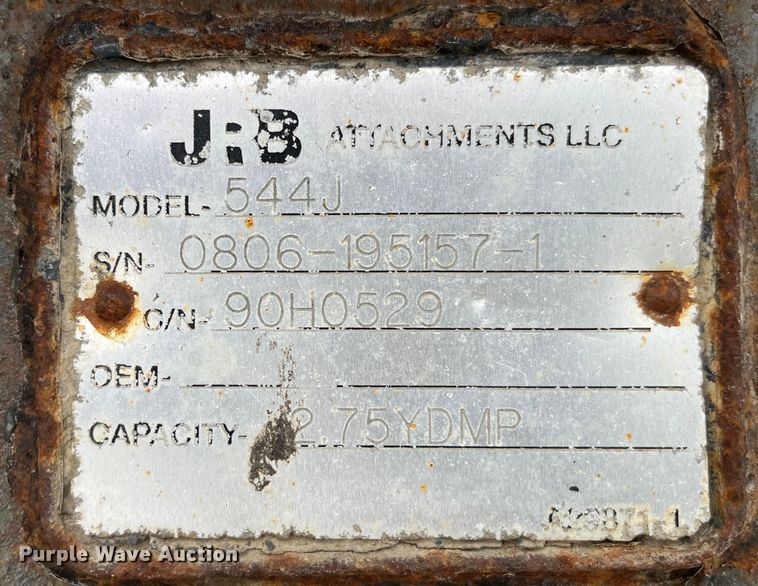 JRB ATTACHMENTS LLC
MODEL- 544J
S/N- 0806-195157-1
C/N- 90H0529
OEM-
CAPACITY- 2.75YDMP
Purple Wave Auction